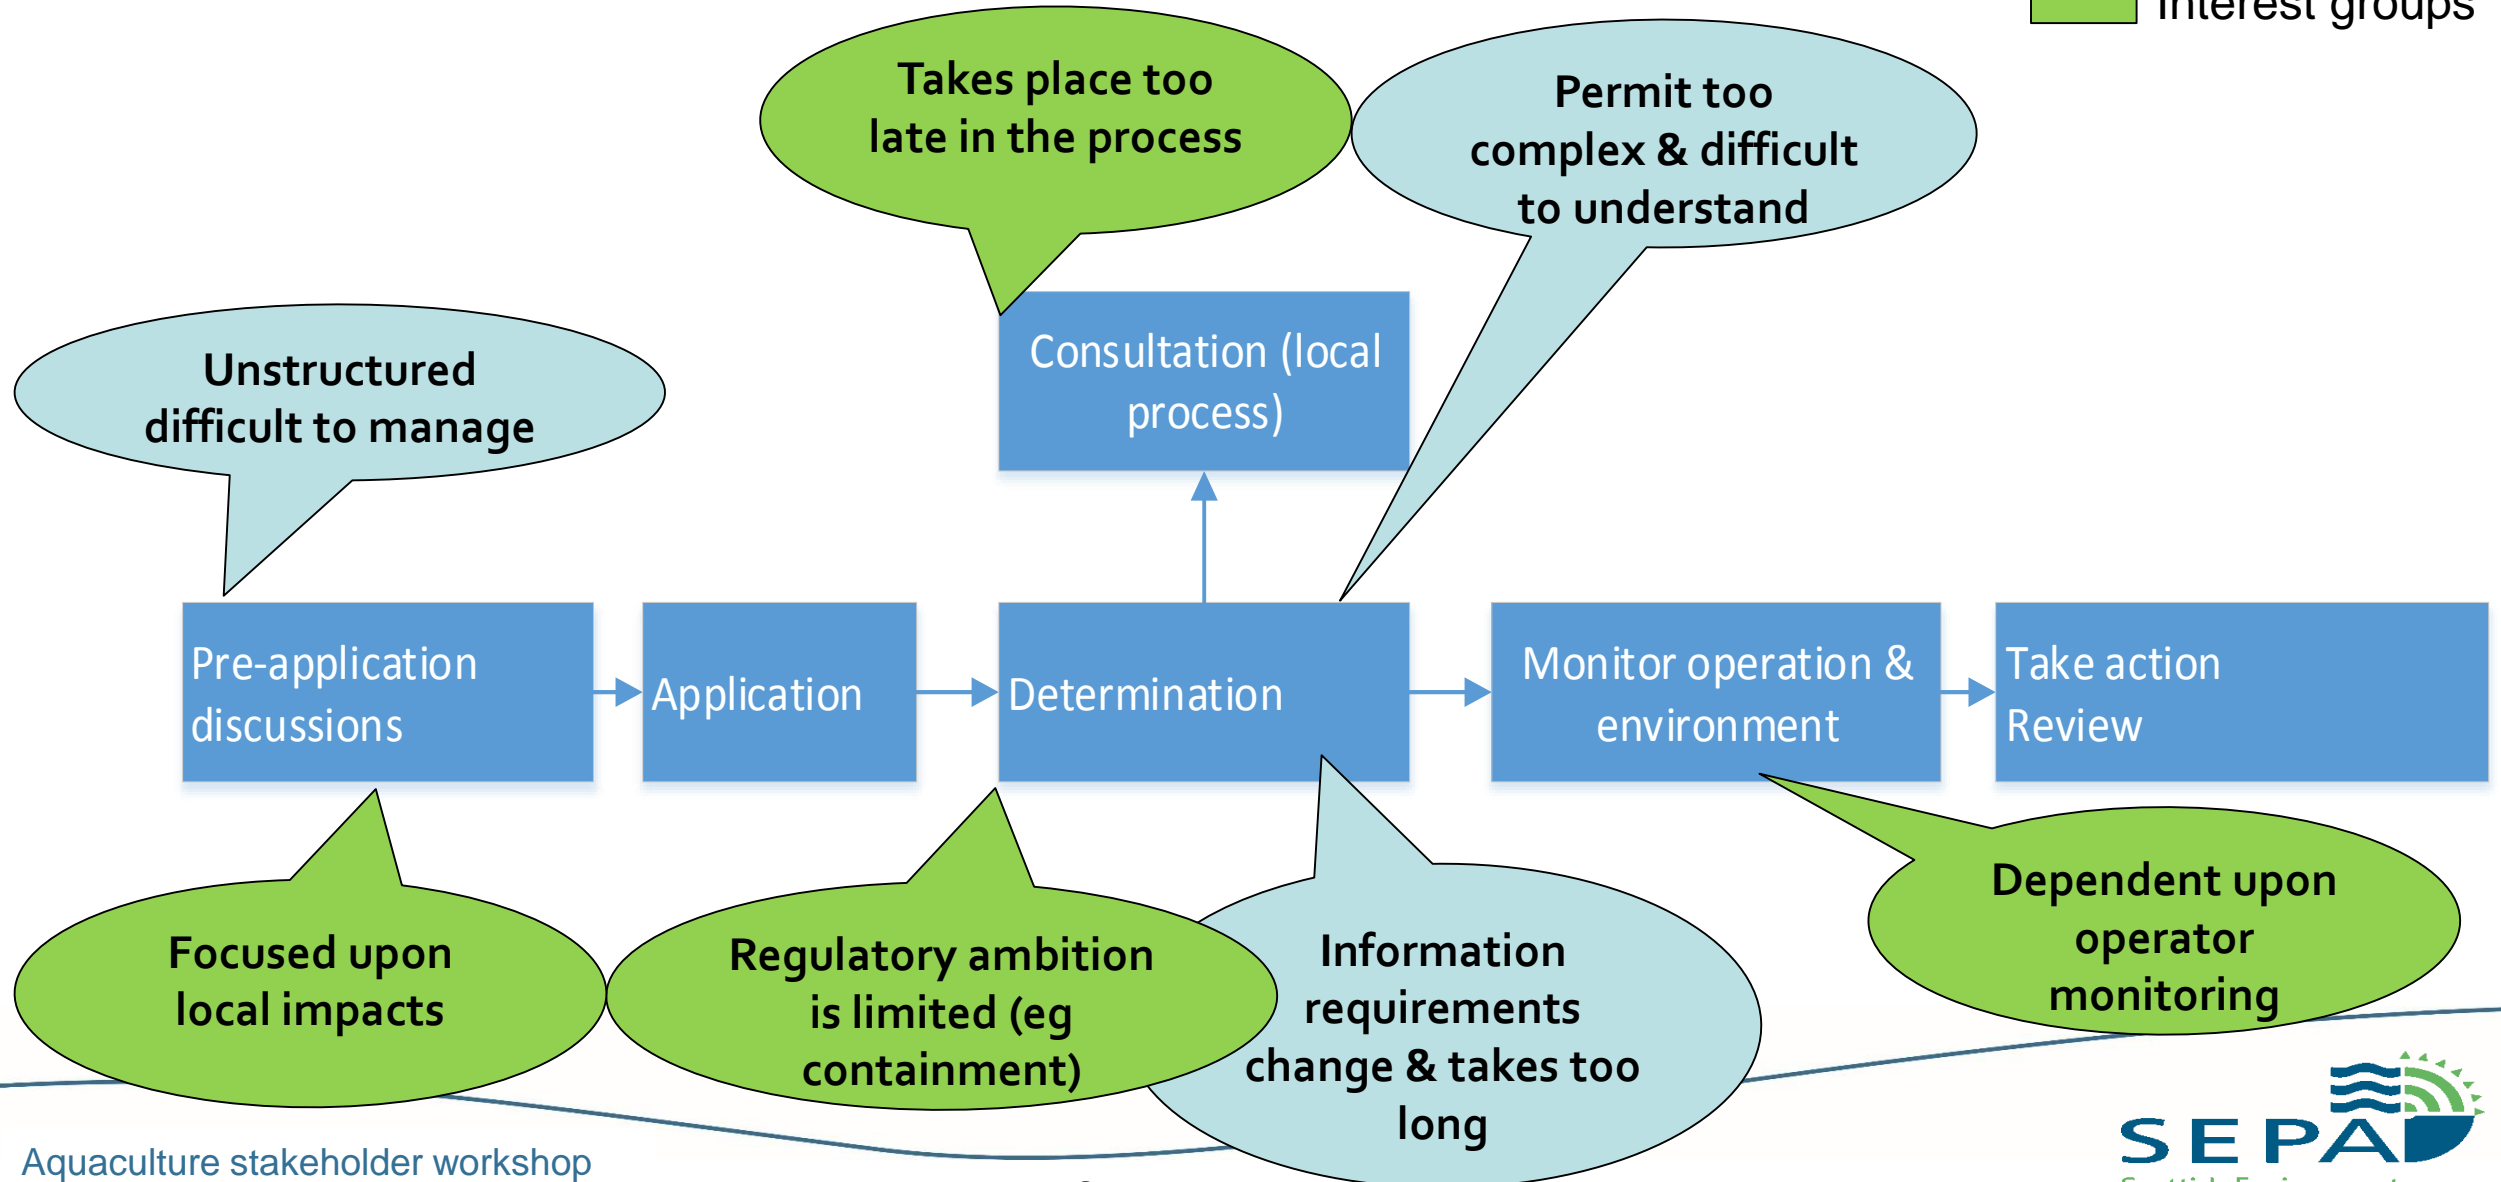 Interest groups
Takes place too
late in the process
Permit too
complex & difficult
to understand
Unstructured
difficult to manage
Consultation (local
process)
Pre-application
discussions
Application
Determination
Monitor operation &
environment
Take action
Review
Focused upon
local impacts
Regulatory ambition
is limited (eg
containment)
Information
requirements
change & takes too
long
Dependent upon
operator
monitoring
Aquaculture stakeholder workshop
SEPA